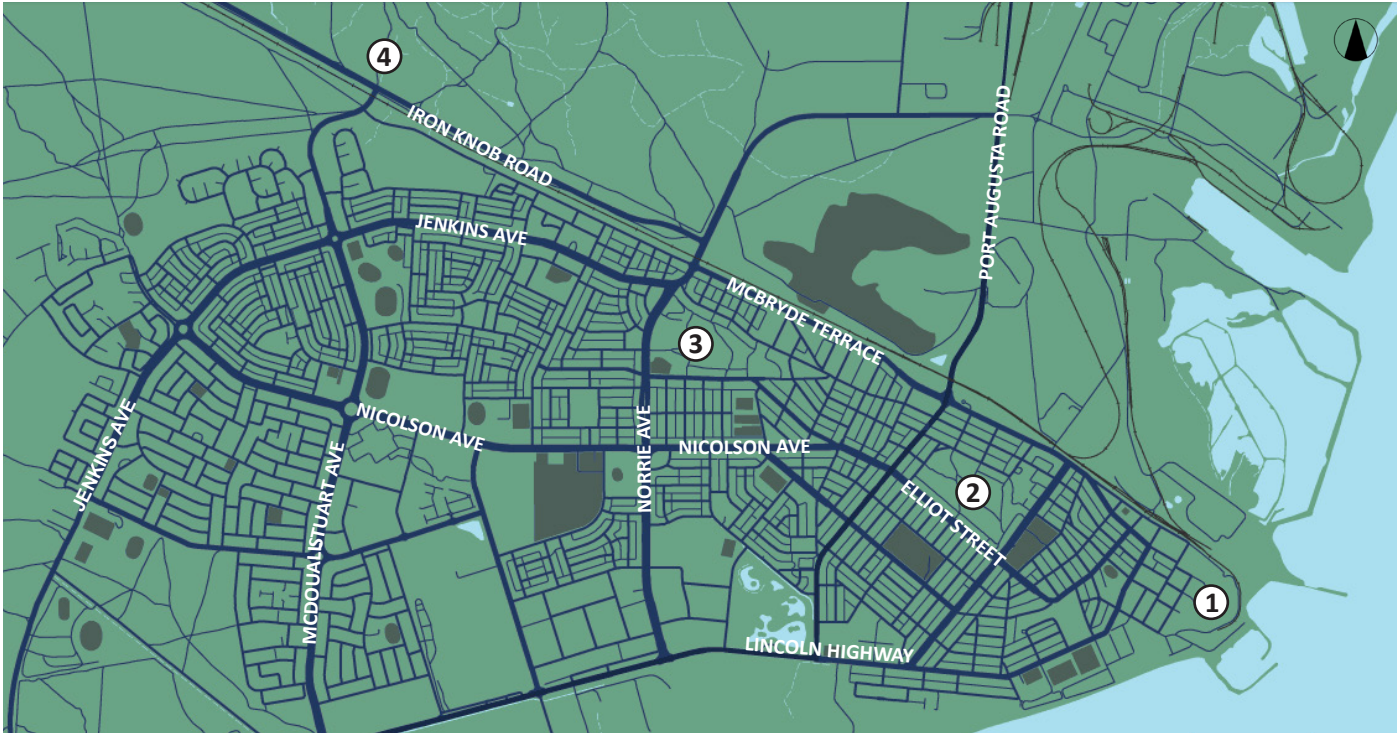 4
IRON KNOB ROAD
PORT AUGUSTA ROAD
JENKINS AVE
MCBRYDE TERRACE
3
JENKINS AVE
NICOLSON AVE
NORRIE AVE
NICOLSON AVE
MCDOUALLSTUART AVE
ELLIOT STREET
2
1
LINCOLN HIGHWAY